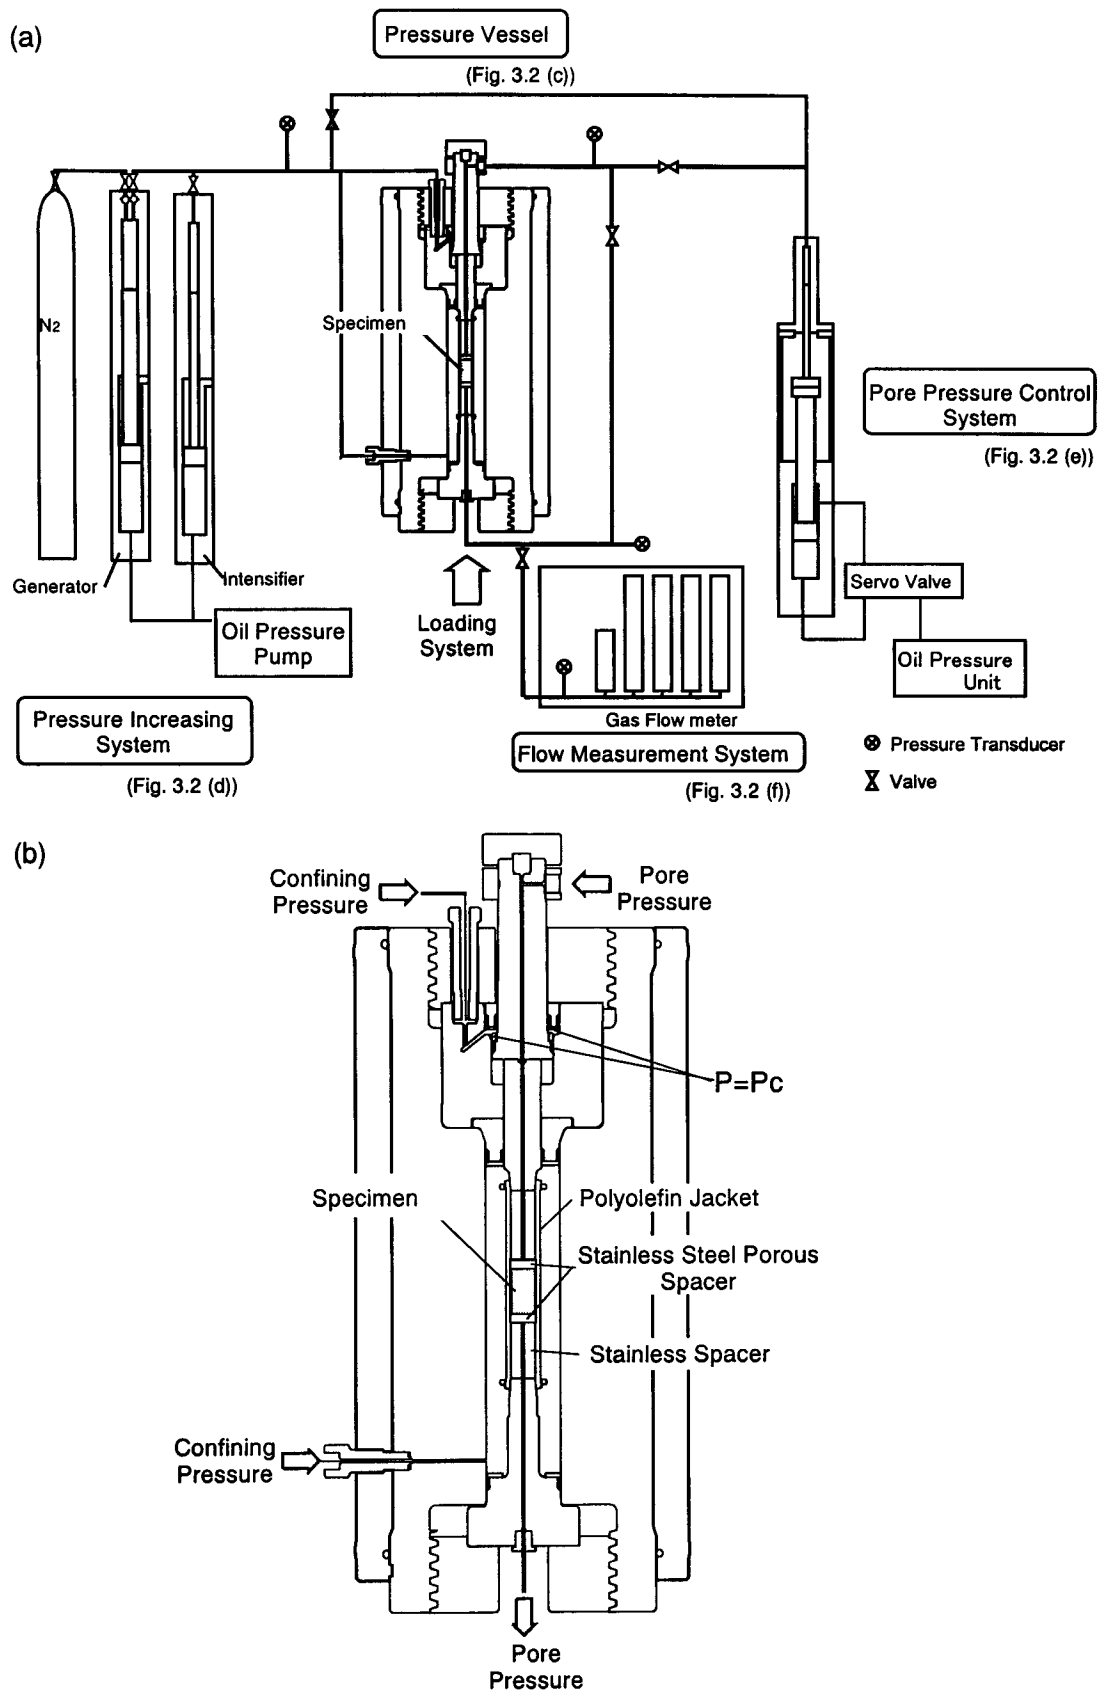 (a)
Pressure Vessel
(Fig. 3.2 (c))
N2
Specimen
Pore Pressure Control
System
(Fig. 3.2 (e))
Generator
Intensifier
Oil Pressure
Pump
Loading
System
Servo Valve
Oil Pressure
Unit
Gas Flow meter
Pressure Increasing
System
(Fig. 3.2 (d))
Flow Measurement System
(Fig. 3.2 (f))
Pressure Transducer
Valve
(b)
Confining
Pressure
Pore
Pressure
P=Pc
Specimen
Polyolefin Jacket
Stainless Steel Porous
Spacer
Stainless Spacer
Confining
Pressure
Pore
Pressure